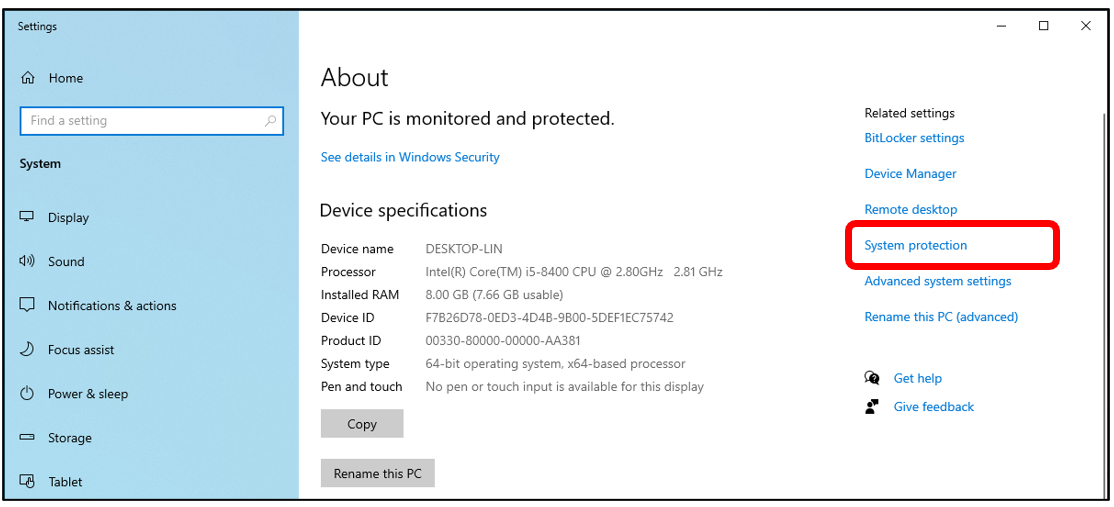 Settings
Home
Find a setting
System
Display
Sound
Notifications & actions
Focus assist
Power & sleep
Storage
Tablet
About
Your PC is monitored and protected.
See details in Windows Security
Device specifications
Device name DESKTOP-LIN
Processor Intel(R) Core(TM) i5-8400 CPU @ 2.80GHz 2.81 GHz
Installed RAM 8.00 GB (7.66 GB usable)
Device ID F7B26D78-0ED3-4D4B-9B00-5DEF1EC75742
Product ID 00330-80000-00000-AA381
System type 64-bit operating system, x64-based processor
Pen and touch No pen or touch input is available for this display
Copy
Rename this PC
Related settings
BitLocker settings
Device Manager
Remote desktop
System protection
Advanced system settings
Rename this PC (advanced)
Get help
Give feedback